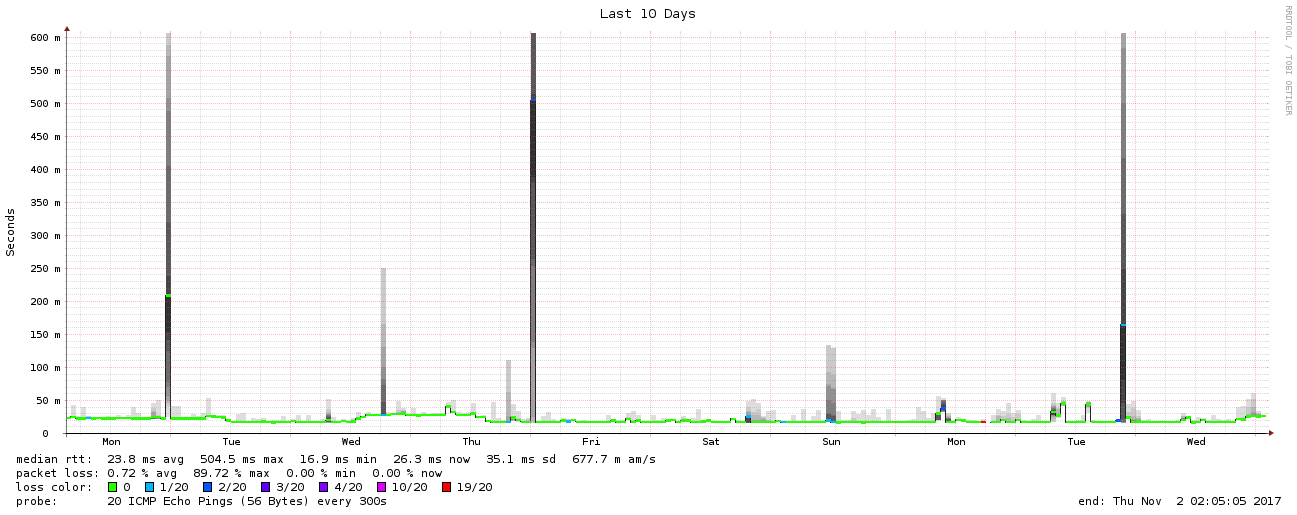 Last 10 Days
RRDTOOL / TOBI OETIKER
Seconds
600 m
550 m
500 m
450 m
400 m
350 m
300 m
250 m
200 m
150 m
100 m
50 m
0
Mon Tue Wed Thu Fri Sat Sun Mon Tue Wed
median rtt: 23.8 ms avg 504.5 ms max 16.9 ms min 26.3 ms now 35.1 ms sd 677.7 m am/s
packet loss: 0.72 % avg 89.72 % max 0.00 % min 0.00 % now
loss color: 0 1/20 2/20 3/20 4/20 10/20 19/20
probe: 20 ICMP Echo Pings (56 Bytes) every 300s end: Thu Nov 2 02:05:05 2017